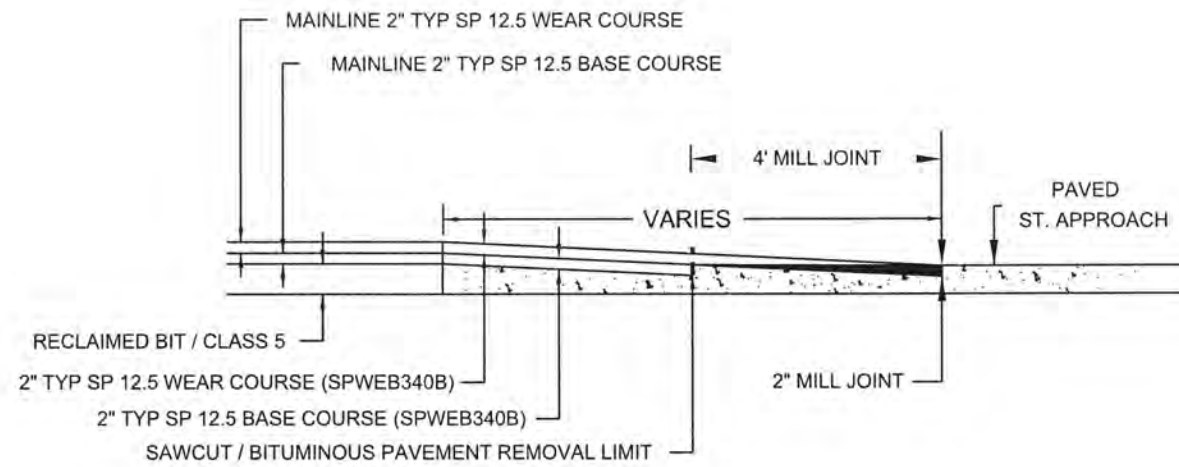 MAINLINE 2" TYP SP 12.5 WEAR COURSE
MAINLINE 2" TYP SP 12.5 BASE COURSE
4' MILL JOINT
VARIES
PAVED
ST. APPROACH
RECLAIMED BIT / CLASS 5
2" TYP SP 12.5 WEAR COURSE (SPWEB340B)
2" MILL JOINT
2" TYP SP 12.5 BASE COURSE (SPWEB340B)
SAWCUT / BITUMINOUS PAVEMENT REMOVAL LIMIT